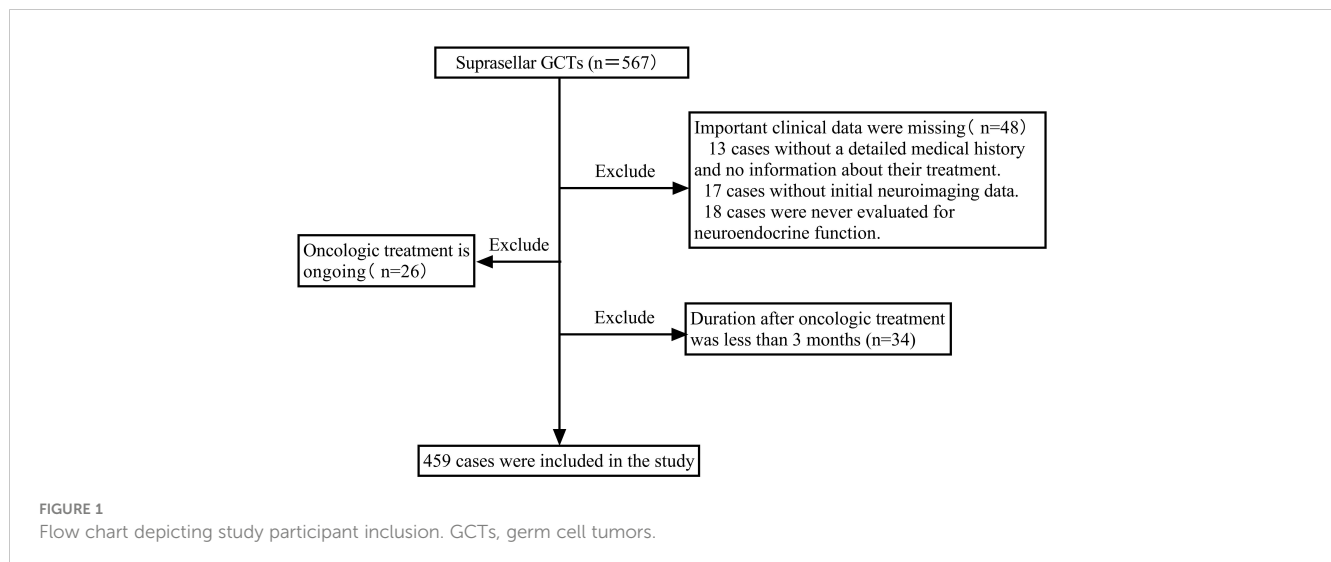 Suprasellar GCTs (n＝567)
Important clinical data were missing( n=48)
13 cases without a detailed medical history
and no information about their treatment.
17 cases without initial neuroimaging data.
18 cases were never evaluated for
neuroendocrine function.
Exclude
Exclude
Oncologic treatment is
ongoing( n=26)
Exclude
Duration after oncologic treatment
was less than 3 months (n=34)
459 cases were included in the study
FIGURE 1
Flow chart depicting study participant inclusion. GCTs, germ cell tumors.